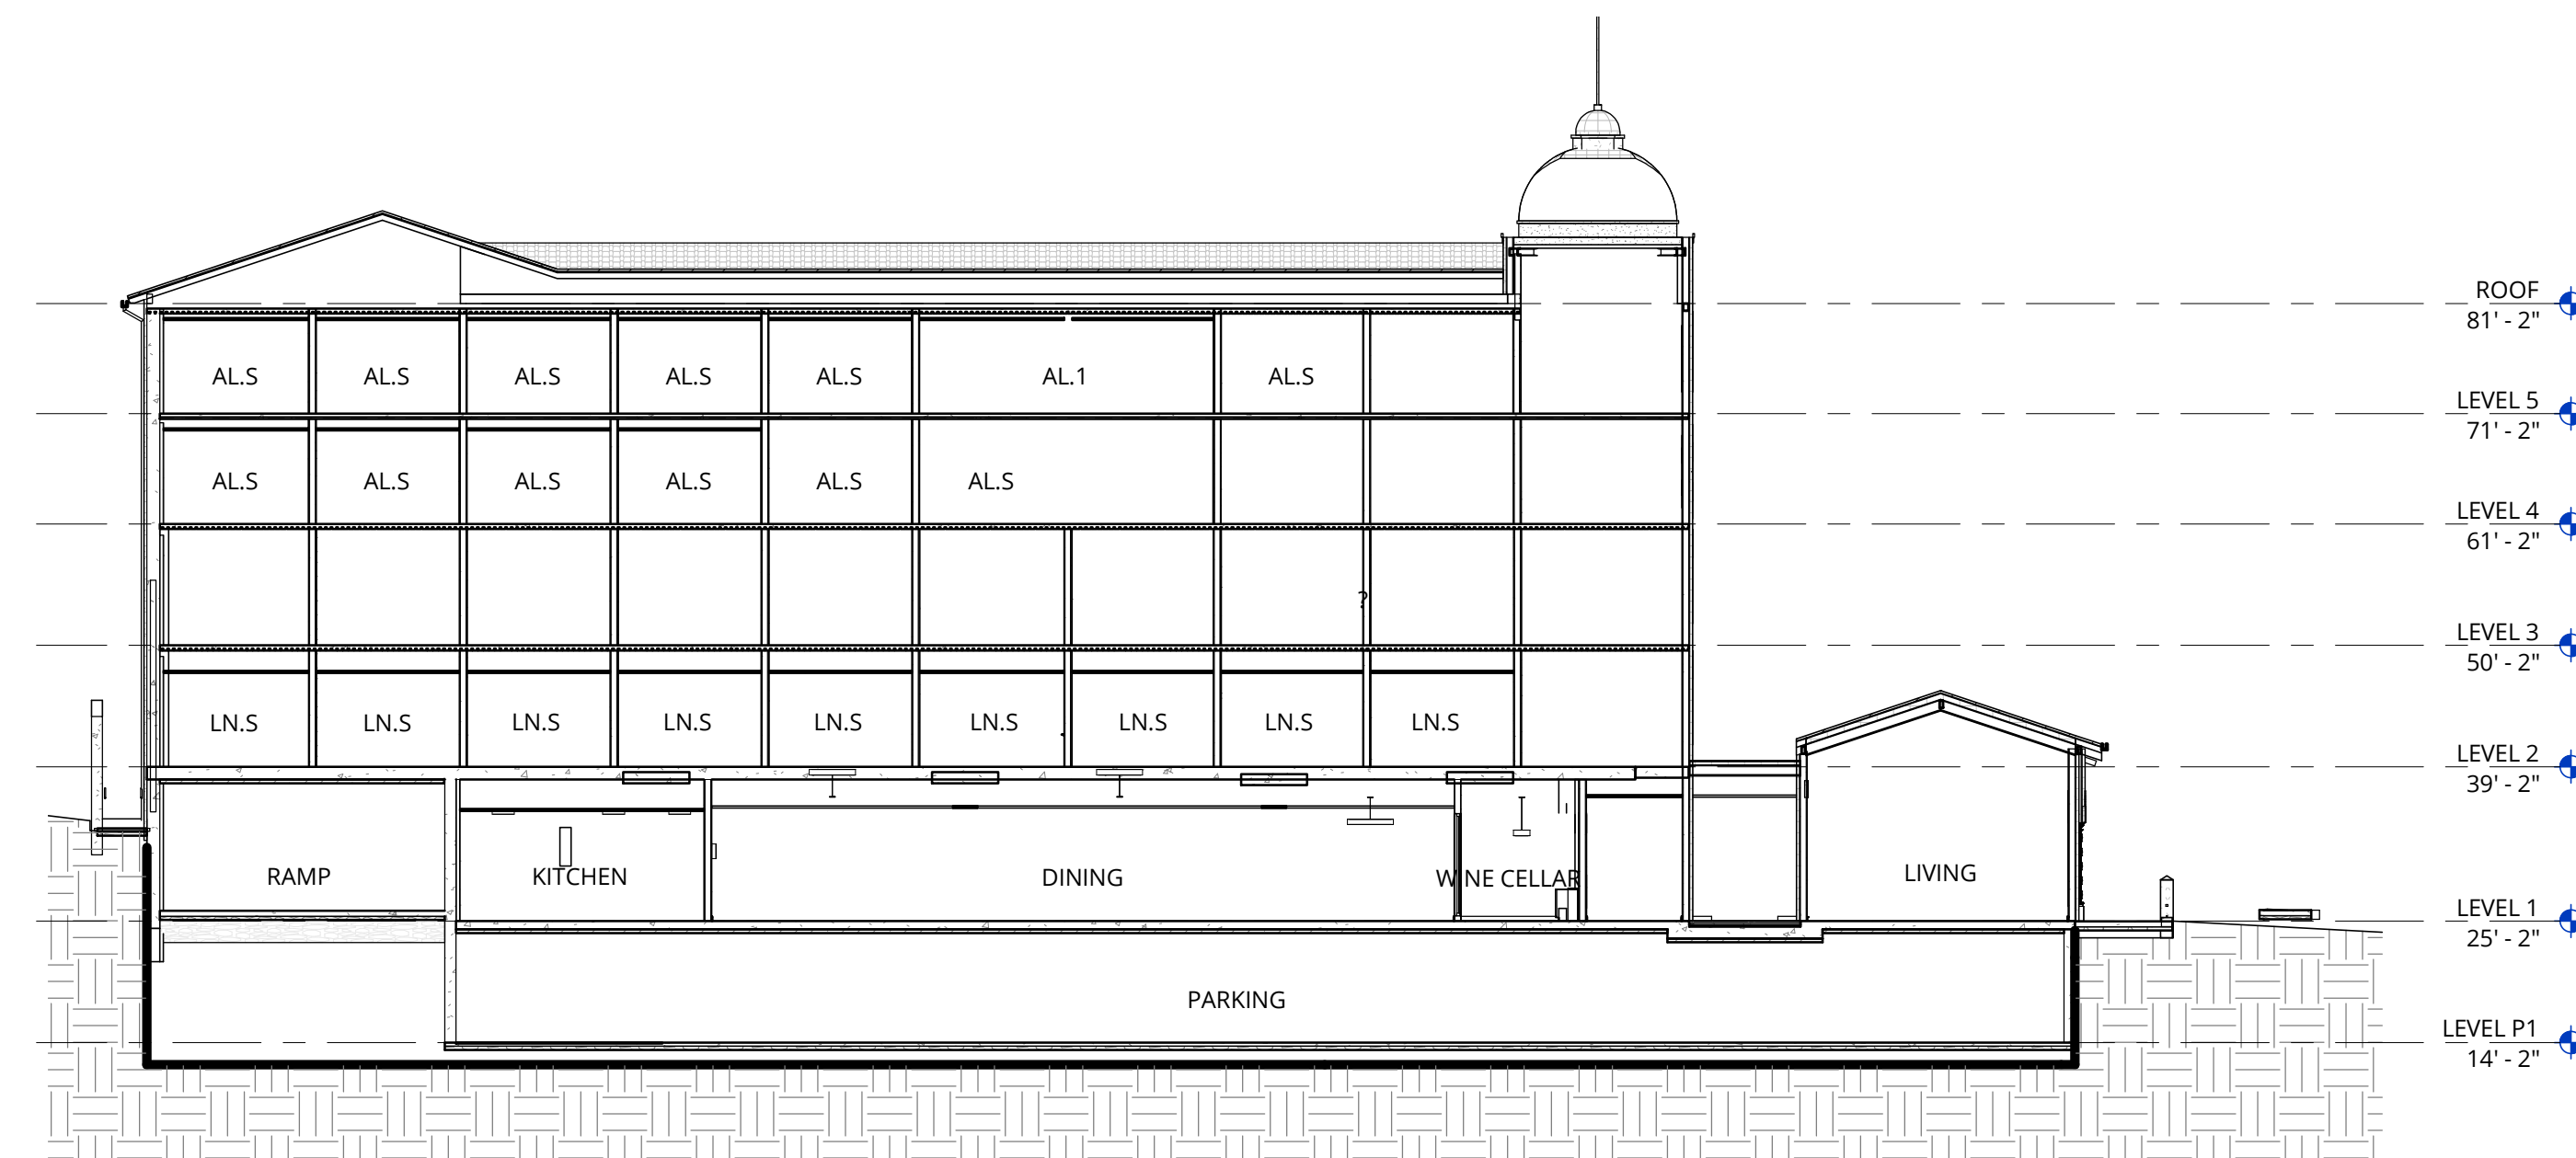 ROOF
81' - 2"
AL.S AL.S AL.S AL.S AL.S AL.1 AL.S
LEVEL 5
71' - 2"
AL.S AL.S AL.S AL.S AL.S AL.S
LEVEL 4
61' - 2"
?
LEVEL 3
50' - 2"
LN.S LN.S LN.S LN.S LN.S LN.S LN.S LN.S LN.S
LEVEL 2
39' - 2"
RAMP KITCHEN DINING WINE CELLAR LIVING
LEVEL 1
25' - 2"
PARKING
LEVEL P1
14' - 2"